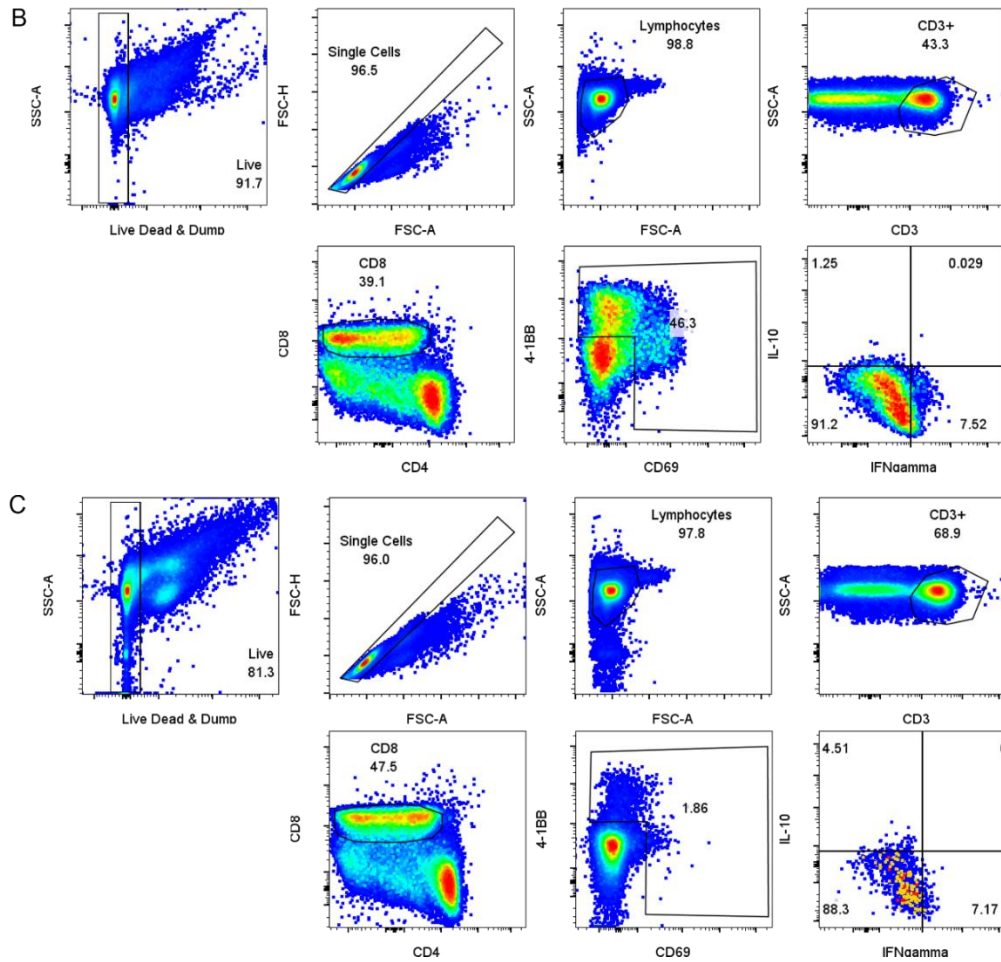 B
SSC-A
Live
91.7
Live Dead & Dump
FSC-H
Single Cells
96.5
FSC-A
SSC-A
Lymphocytes
98.8
FSC-A
SSC-A
CD3+
43.3
CD3
CD8
CD8
39.1
CD4
4-1BB
46.3
CD69
IL-10
1.25
0.029
91.2
7.52
IFNgamma
C
SSC-A
Live
81.3
Live Dead & Dump
FSC-H
Single Cells
96.0
FSC-A
SSC-A
Lymphocytes
97.8
FSC-A
SSC-A
CD3+
68.9
CD3
CD8
CD8
47.5
CD4
4-1BB
1.86
CD69
IL-10
4.51
88.3
7.17
IFNgamma